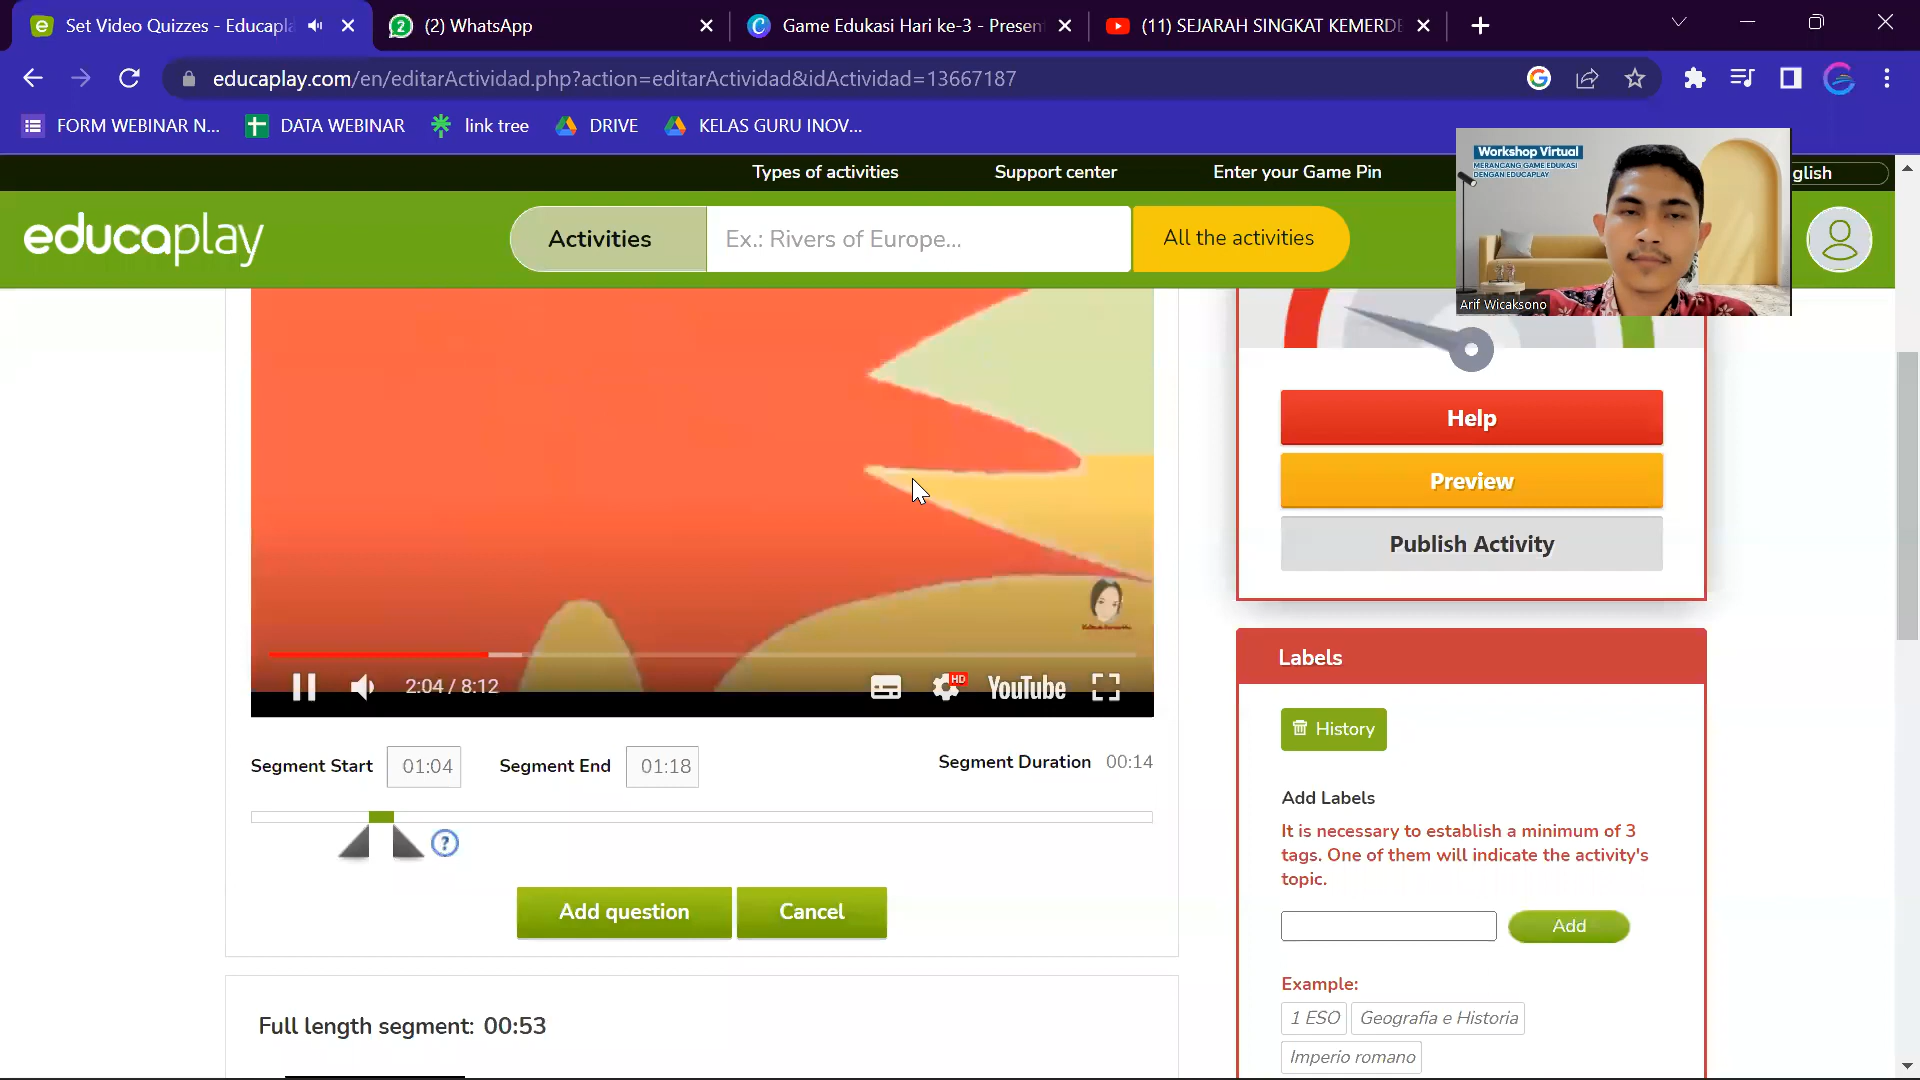 Set Video Quizzes - Educapla
(2) WhatsApp
Game Edukasi Hari ke-3 - Presen
(11) SEJARAH SINGKAT KEMERDE
educaplay.com/en/editarActividad.php?action=editarActividad&idActividad=13667187
FORM WEBINAR N...
DATA WEBINAR
link tree
DRIVE
KELAS GURU INOV...
Types of activities
Support center
Enter your Game Pin
glish
educaplay
Activities
Ex.: Rivers of Europe...
All the activities
Workshop Virtual
MERANCANG GAME EDUKASI
DENGAN EDUCAPLAY
Arif Wicaksono
Help
Preview
Publish Activity
2:04 / 8:12
HD
YouTube
Segment Start
01:04
Segment End
01:18
Segment Duration 00:14
?
Add question
Cancel
Full length segment: 00:53
Labels
History
Add Labels
It is necessary to establish a minimum of 3
tags. One of them will indicate the activity's
topic.
Add
Example:
1 ESO
Geografia e Historia
Imperio romano